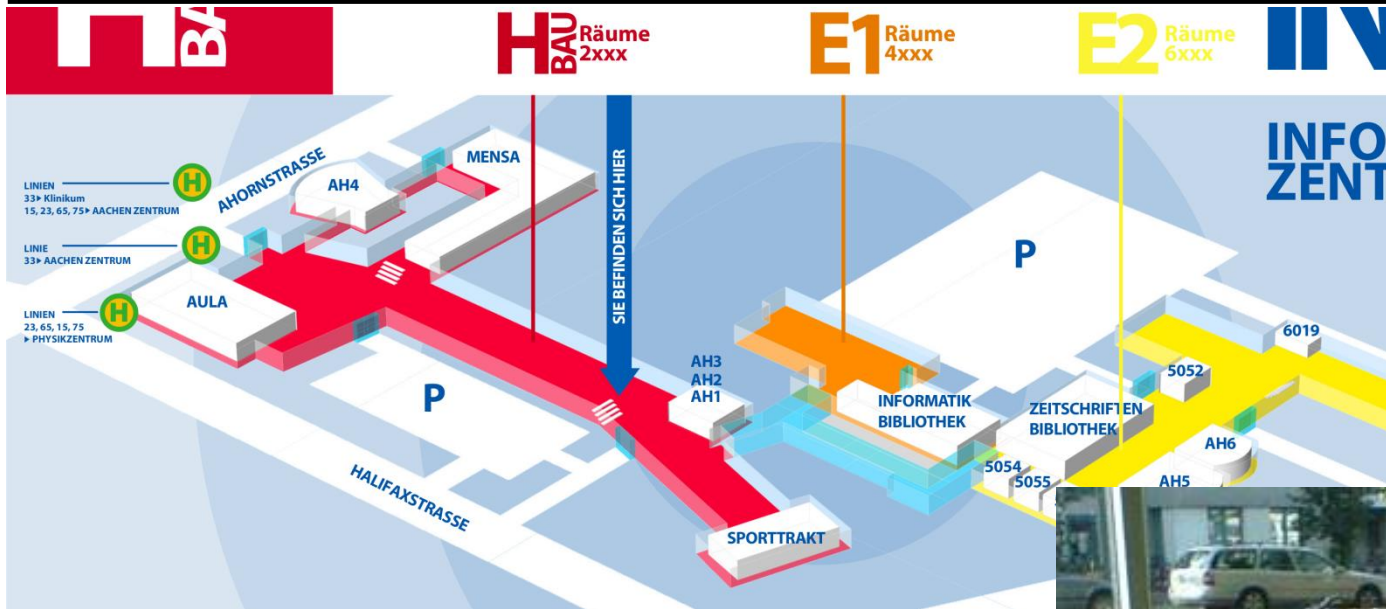 H BAU
Räume
2xxx
E1
Räume
4xxx
E2
Räume
6xxx
INFO
ZENT
AHORNSTRASSE
MENSA
AH4
LINIEN
33▸ Klinikum
15, 23, 65, 75▸ AACHEN ZENTRUM
LINIE
33▸ AACHEN ZENTRUM
LINIEN
23, 65, 15, 75
▸ PHYSIKZENTRUM
H
H
H
AULA
SIE BEFINDEN SICH HIER
P
P
6019
5052
AH3
AH2
AH1
INFORMATIK
BIBLIOTHEK
ZEITSCHRIFTEN
BIBLIOTHEK
AH6
AH5
5054
5055
HALIFAXSTRASSE
SPORTTRAKT